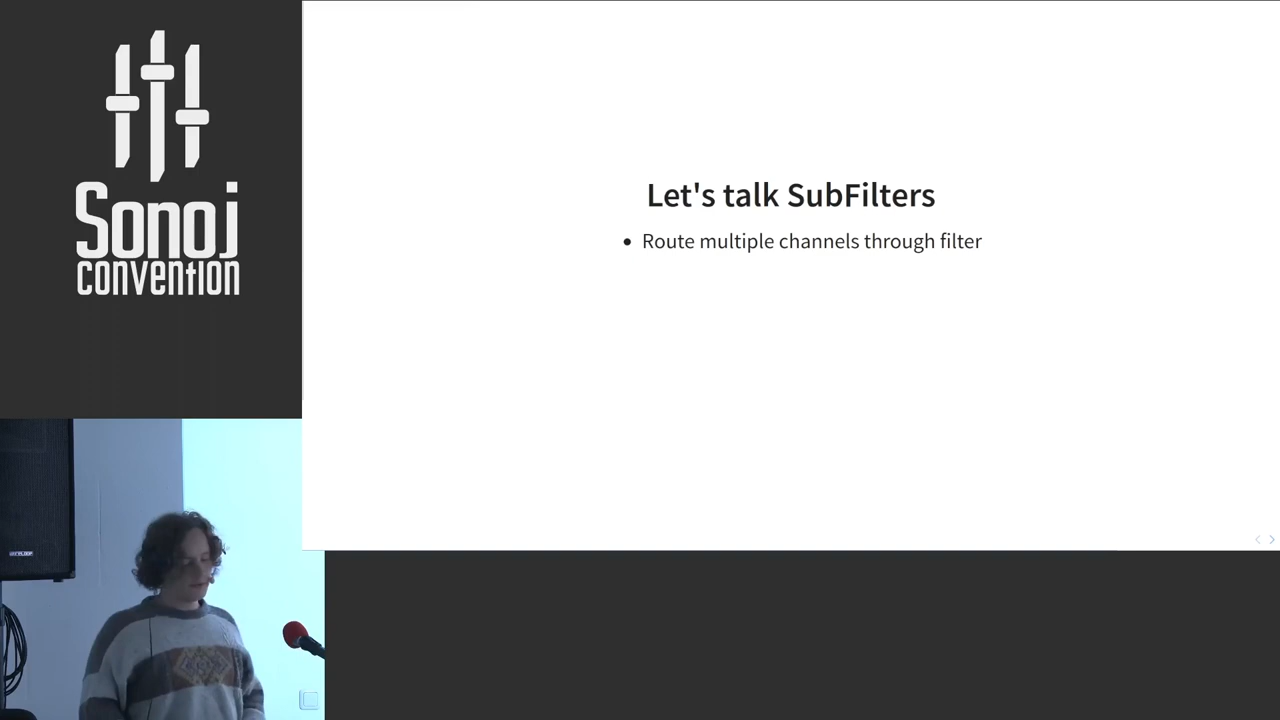 Sonoj
convention
Let's talk SubFilters
• Route multiple channels through filter